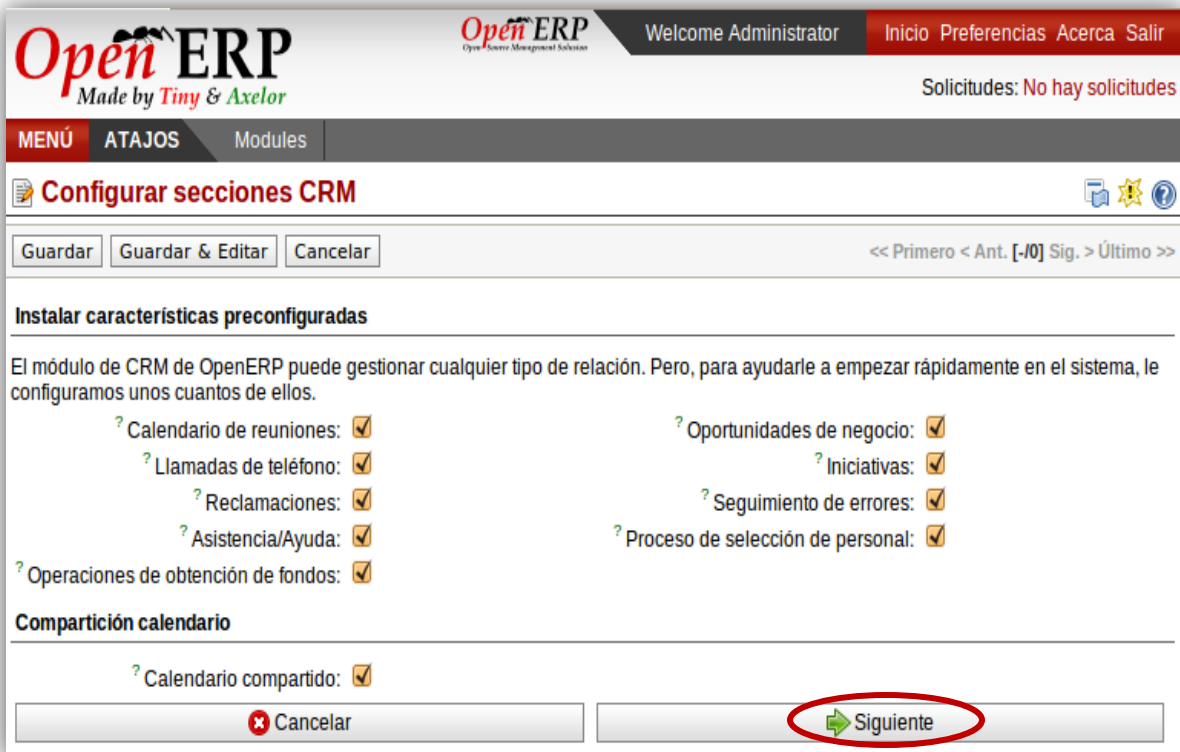 Open ERP
Made by Tiny & Axelor
Open ERP
Open Source Management Solution
Welcome Administrator
Inicio Preferencias Acerca Salir
Solicitudes: No hay solicitudes
MENÚ ATAJOS Modules
Configurar secciones CRM
Guardar Guardar & Editar Cancelar << Primero < Ant. [-/0] Sig. > Último >>
Instalar características preconfiguradas
El módulo de CRM de OpenERP puede gestionar cualquier tipo de relación. Pero, para ayudarle a empezar rápidamente en el sistema, le
configuramos unos cuantos de ellos.
? Calendario de reuniones: ? Oportunidades de negocio:
? Llamadas de teléfono: ? Iniciativas:
? Reclamaciones: ? Seguimiento de errores:
? Asistencia/Ayuda: ? Proceso de selección de personal:
? Operaciones de obtención de fondos:
Compartición calendario
? Calendario compartido:
Cancelar Siguiente